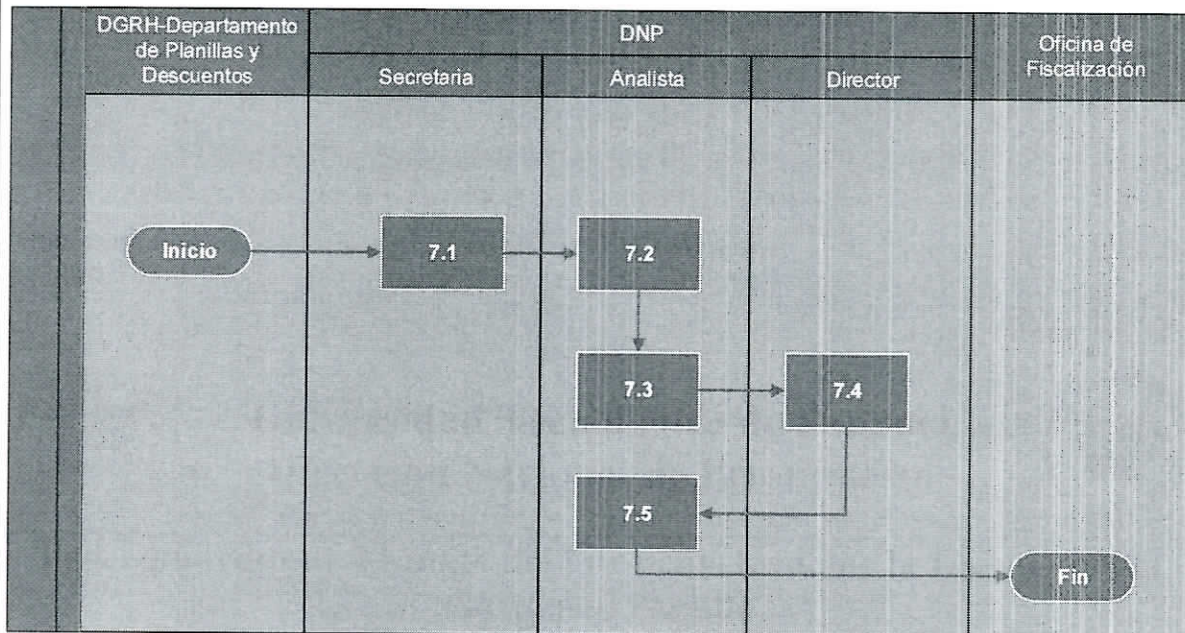 DGRH-Departamento
de Planillas y
Descuentos
DNP
Secretaria
Analista
Director
Oficina de
Fiscalización
Inicio
7.1
7.2
7.3
7.4
7.5
Fin